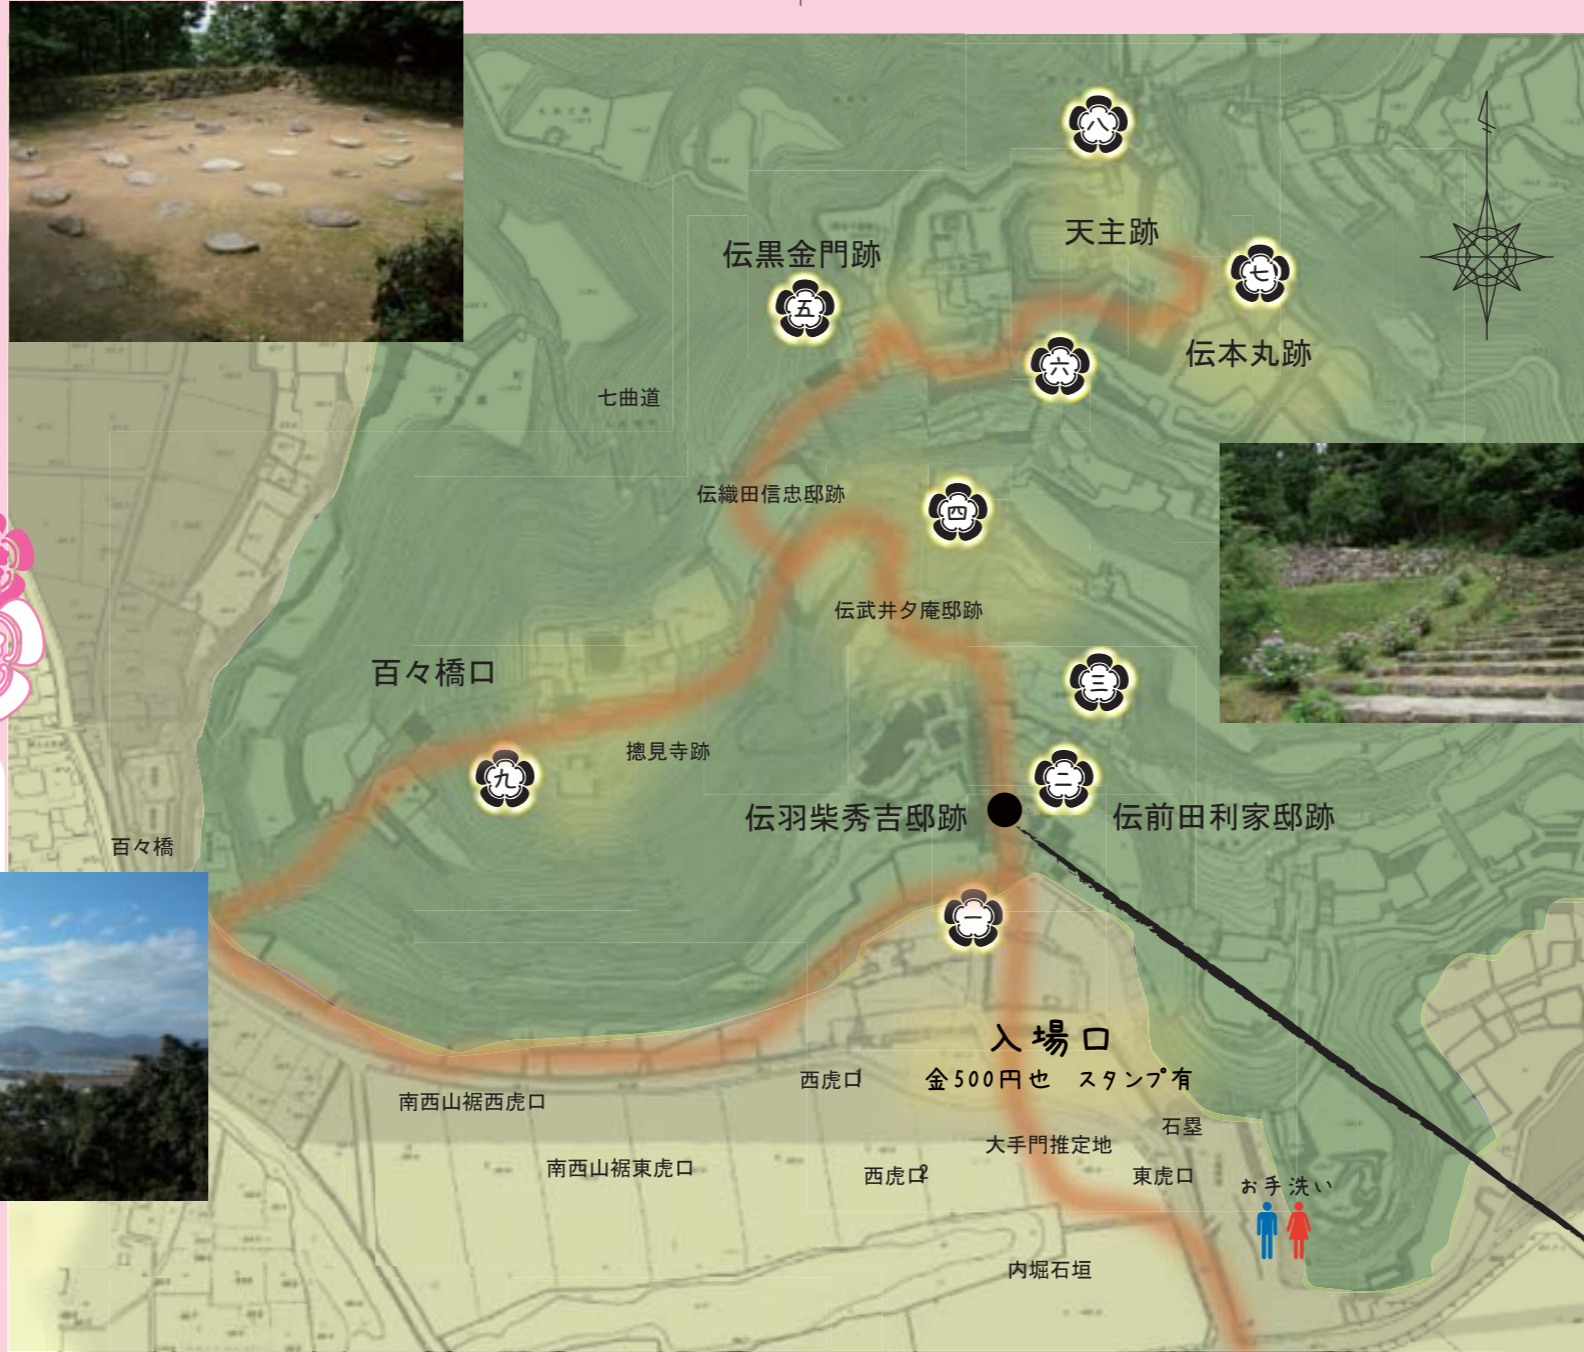 八
天主跡
伝黒金門跡
七
五
伝本丸跡
六
七曲道
伝織田信忠邸跡
四
伝武井夕庵邸跡
百々橋口
三
摠見寺跡
九
二
伝羽柴秀吉邸跡
伝前田利家邸跡
百々橋
一
入場口
金500円也 スタンプ有
西虎口1
南西山裾西虎口
石塁
大手門推定地
南西山裾東虎口
西虎口2
東虎口
お手洗い
内堀石垣